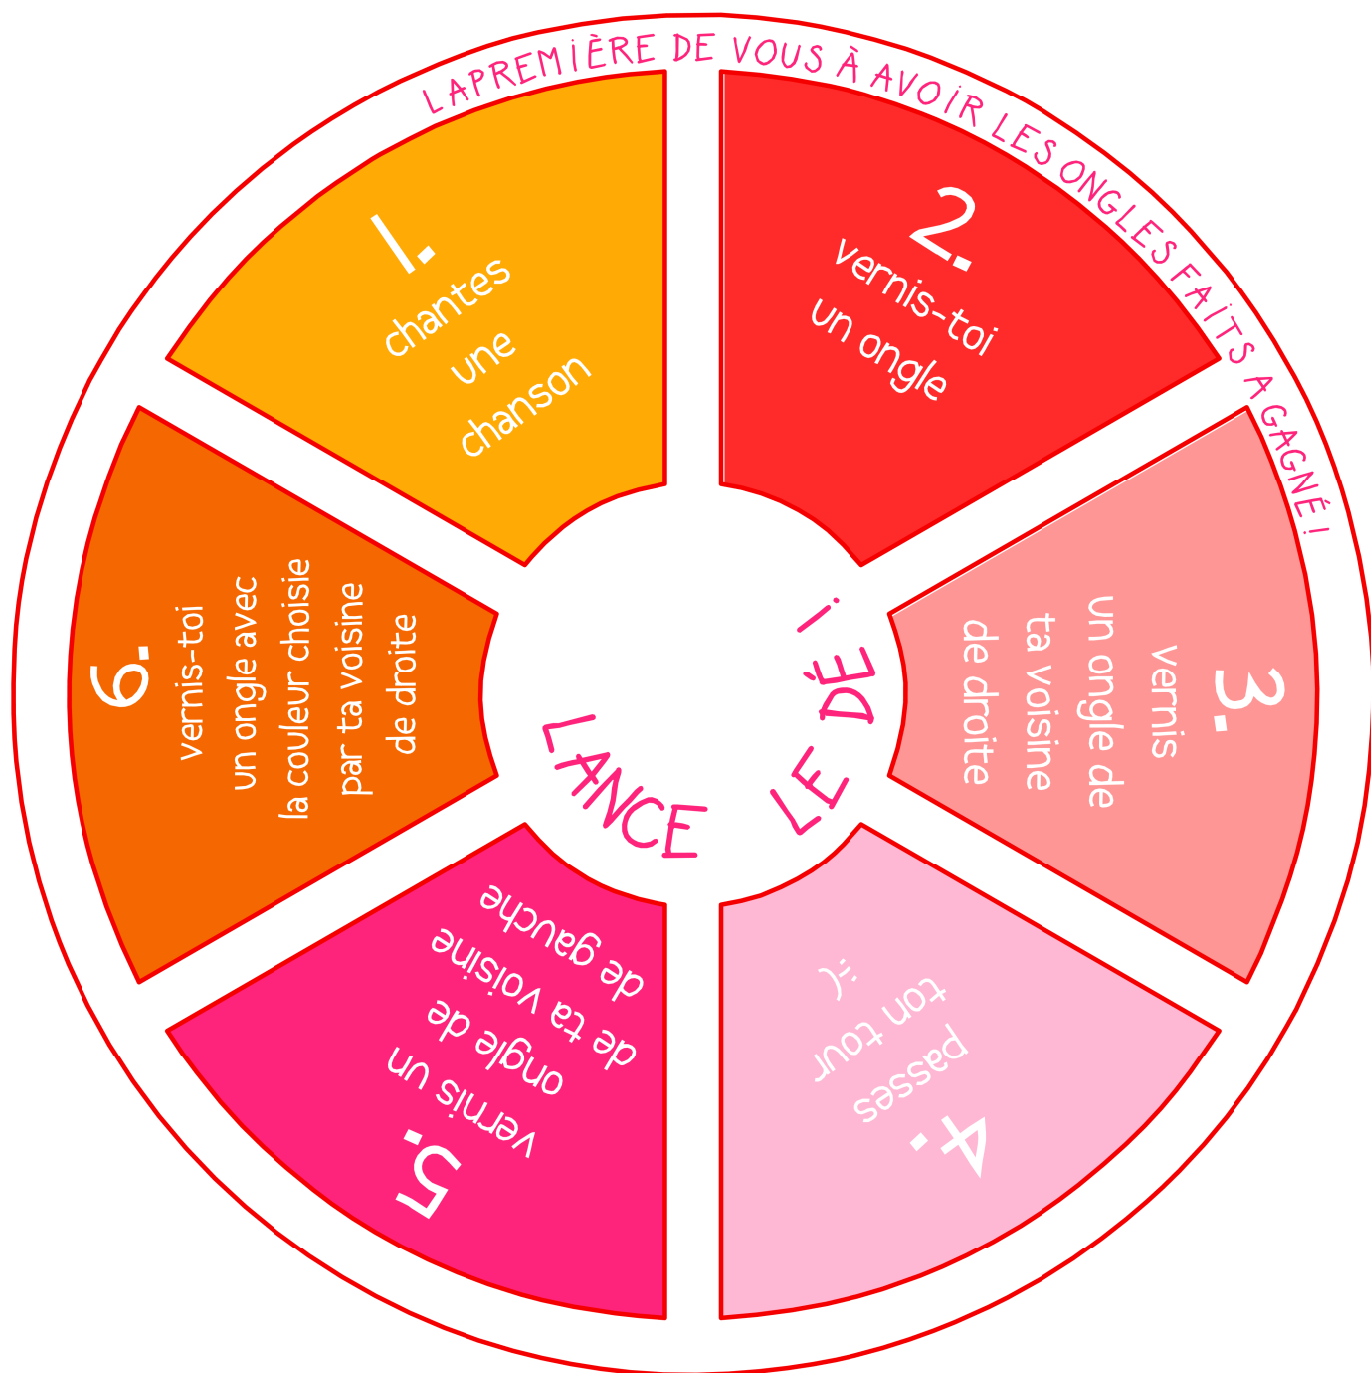 LAPREMIÈRE DE VOUS À AVOIR LES ONGLES FAITS A GAGNÉ !
1.
chantes
une
chanson
2.
vernis-toi
un ongle
3.
vernis
un ongle de
ta voisine
de droite
4.
passes
ton tour
:-(
5.
vernis un
ongle de
de ta voisine
de gauche
6.
vernis-toi
un ongle avec
la couleur choisie
par ta voisine
de droite
LANCE LE DÉ !